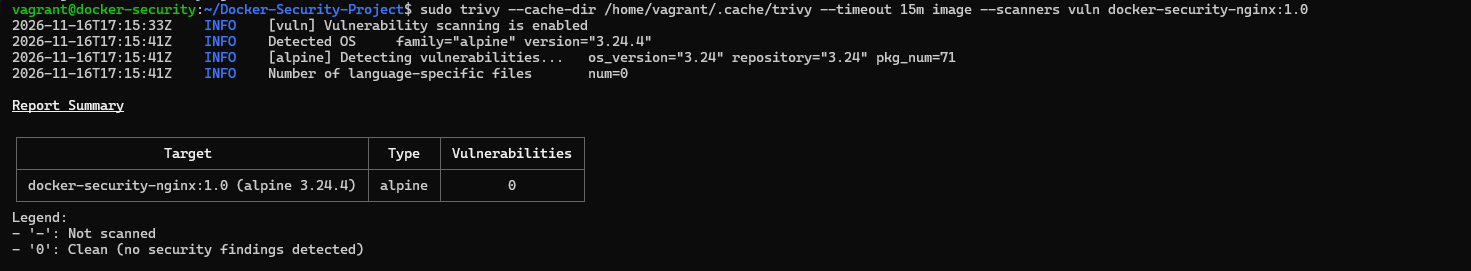 vagrant@docker-security:~/Docker-Security-Project$ sudo trivy --cache-dir /home/vagrant/.cache/trivy --timeout 15m image --scanners vuln docker-security-nginx:1.0
2026-11-16T17:15:33Z    INFO    [vuln] Vulnerability scanning is enabled
2026-11-16T17:15:41Z    INFO    Detected OS     family="alpine" version="3.24.4"
2026-11-16T17:15:41Z    INFO    [alpine] Detecting vulnerabilities...   os_version="3.24" repository="3.24" pkg_num=71
2026-11-16T17:15:41Z    INFO    Number of language-specific files       num=0
Report Summary
Target    Type    Vulnerabilities
docker-security-nginx:1.0 (alpine 3.24.4)    alpine    0
Legend:
- '-': Not scanned
- '0': Clean (no security findings detected)